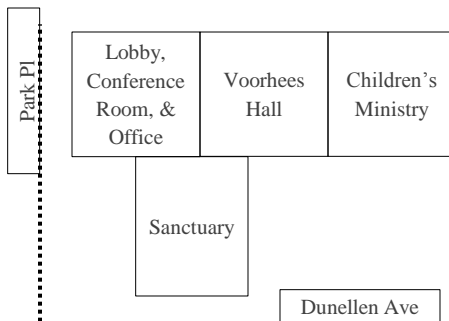 Park Pl
Lobby,
Conference
Room, &
Office
Voorhees
Hall
Children’s
Ministry
Sanctuary
Dunellen Ave